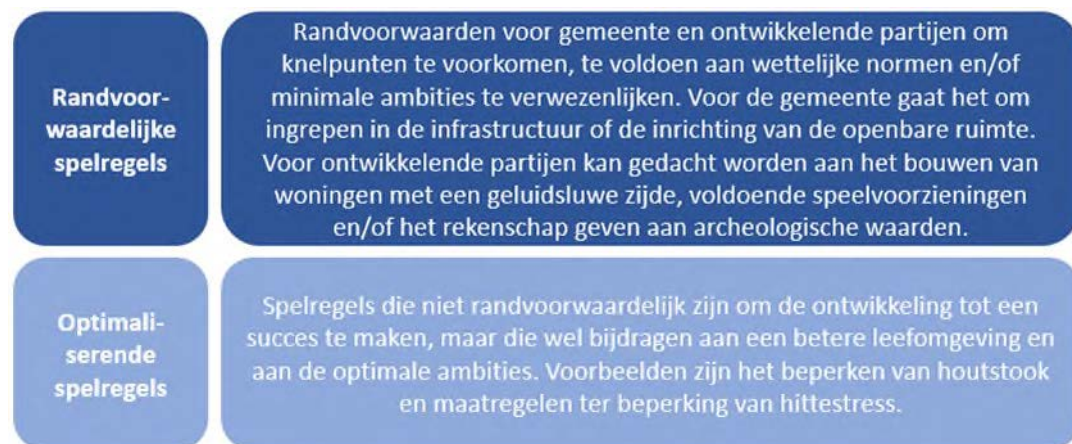 Randvoor-
waardelijke
spelregels
Randvoorwaarden voor gemeente en ontwikkelende partijen om
knelpunten te voorkomen, te voldoen aan wettelijke normen en/of
minimale ambities te verwezenlijken. Voor de gemeente gaat het om
ingrepen in de infrastructuur of de inrichting van de openbare ruimte.
Voor ontwikkelende partijen kan gedacht worden aan het bouwen van
woningen met een geluidsluwe zijde, voldoende speelvoorzieningen
en/of het rekenschap geven aan archeologische waarden.
Optimali-
serende
spelregels
Spelregels die niet randvoorwaardelijk zijn om de ontwikkeling tot een
succes te maken, maar die wel bijdragen aan een betere leefomgeving en
aan de optimale ambities. Voorbeelden zijn het beperken van houtstook
en maatregelen ter beperking van hittestress.